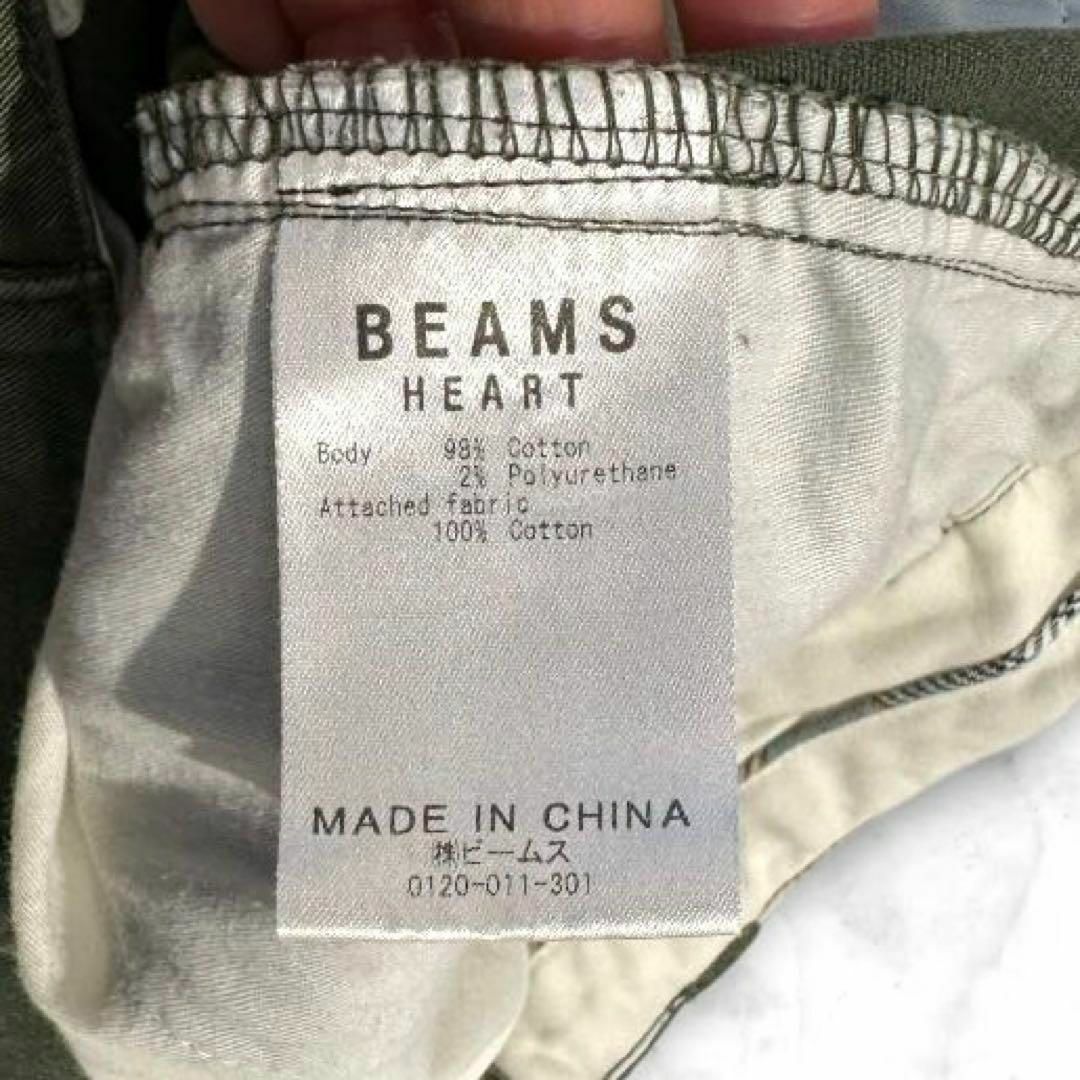 BEAMS
HEART
Body 98% Cotton
2% Polyurethane
Attached fabric
100% Cotton
MADE IN CHINA
㈱ビームス
0120-011-301